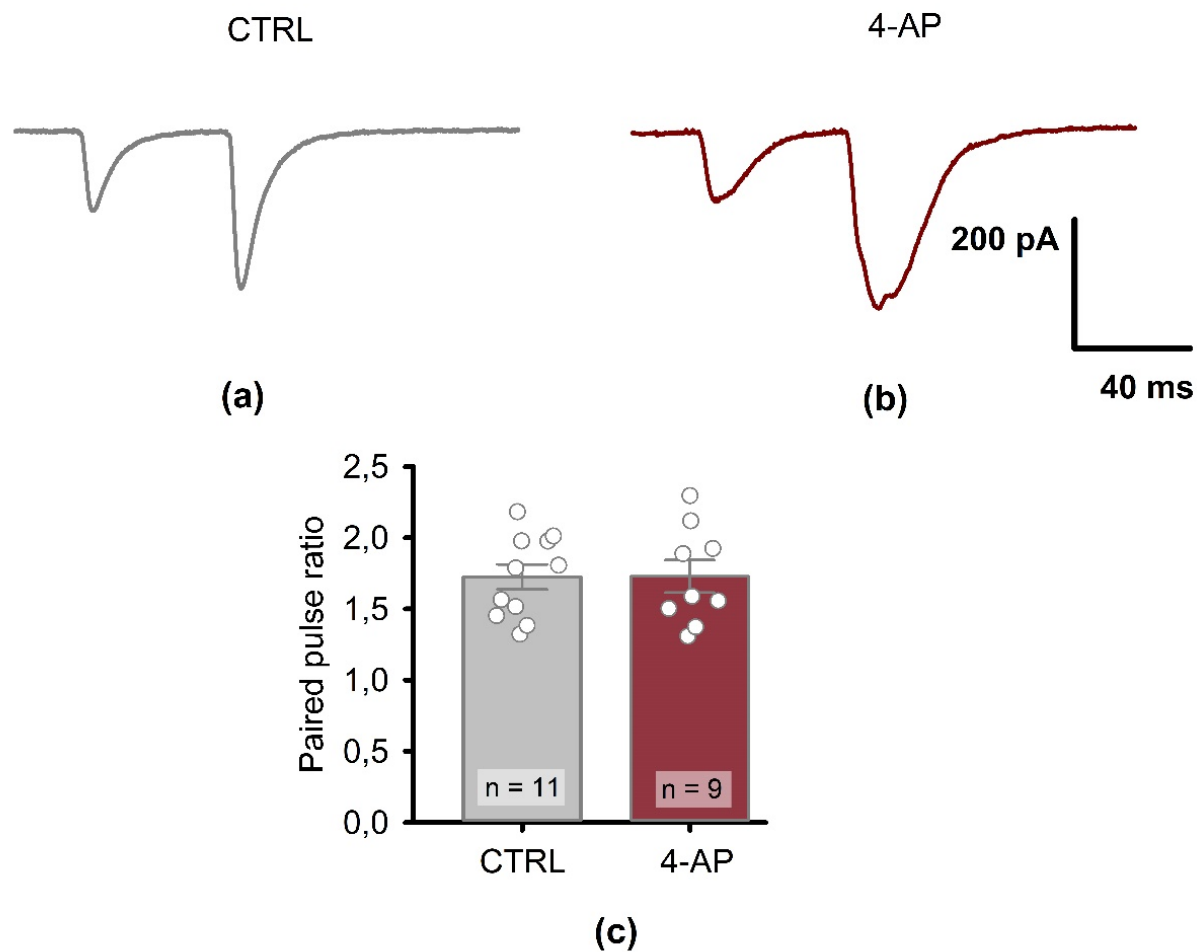 CTRL
4-AP
200 pA
40 ms
(a)
(b)
Paired pulse ratio
2,5
2,0
1,5
1,0
0,5
0,0
n = 11
n = 9
CTRL
4-AP
(c)